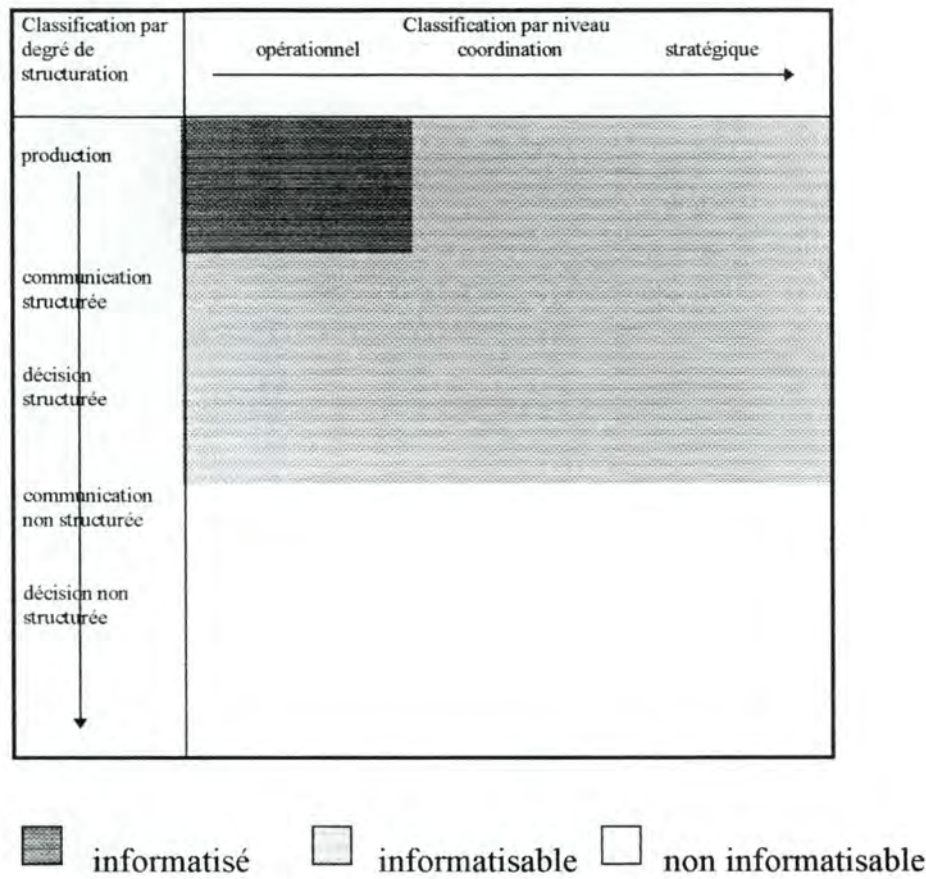 Classification par
degré de
structuration
Classification par niveau
opérationnel coordination stratégique
production
communication
structurée
décision
structurée
communication
non structurée
décision non
structurée
informatisé informatisable non informatisable